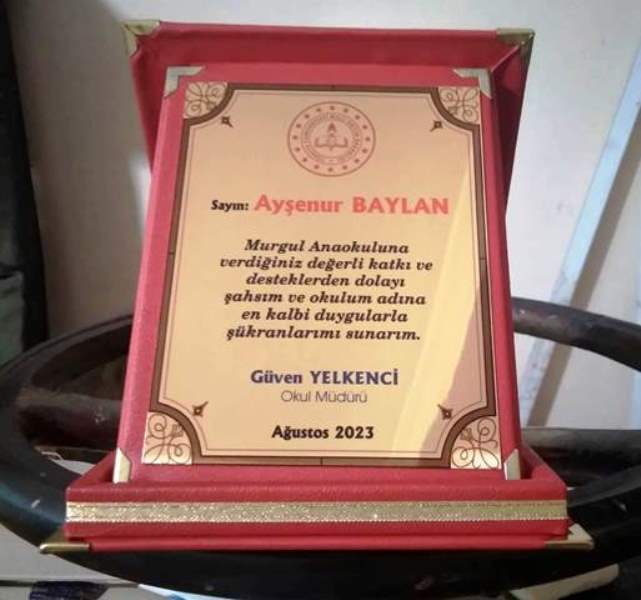 Sayın: Ayşenur BAYLAN
Murgul Anaokuluna
verdiğiniz değerli katkı ve
desteklerden dolayı
şahsım ve okulum adına
en kalbi duygularla
şükranlarımı sunarım.
Güven YELKENCİ
Okul Müdürü
Ağustos 2023